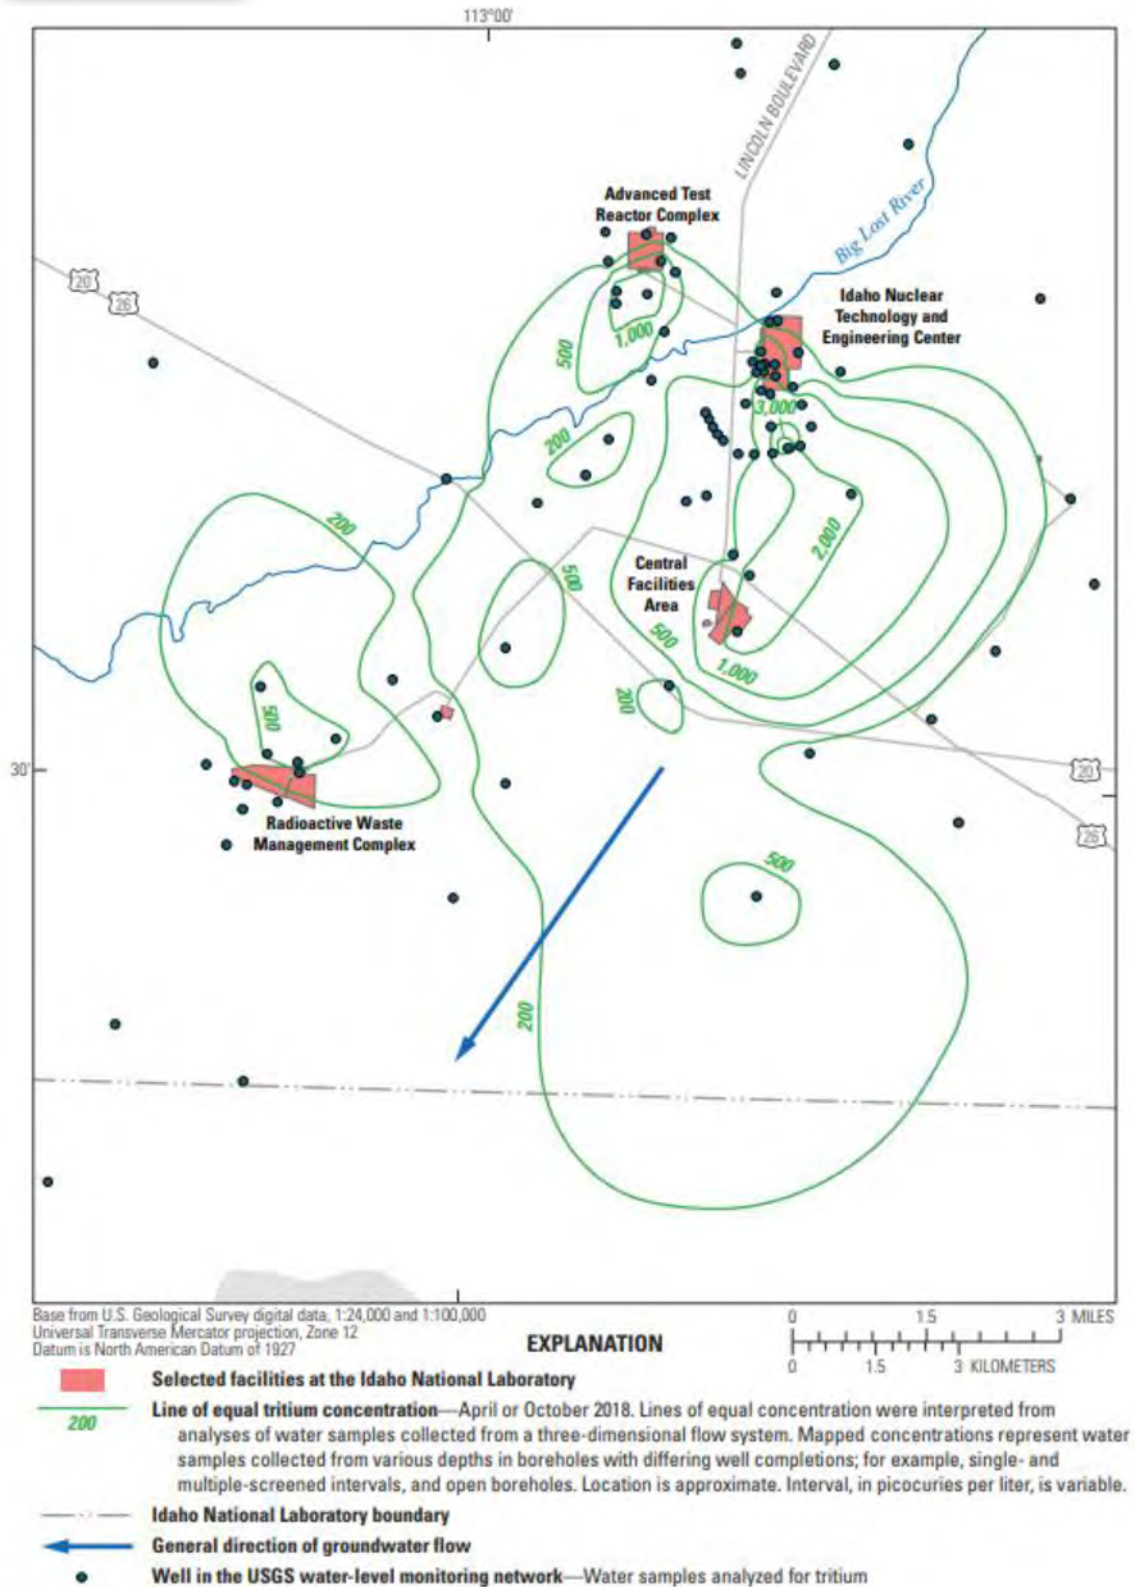 113°00'
LINCOLN BOULEVARD
Advanced Test
Reactor Complex
Big Lost River
20
26
Idaho Nuclear
Technology and
Engineering Center
500
1,000
3,000
200
200
2,000
500
Central
Facilities
Area
500
1,000
200
500
30'
20
26
Radioactive Waste
Management Complex
500
200
Base from U.S. Geological Survey digital data, 1:24,000 and 1:100,000
Universal Transverse Mercator projection, Zone 12
Datum is North American Datum of 1927
0 1.5 3 MILES
0 1.5 3 KILOMETERS
EXPLANATION
Selected facilities at the Idaho National Laboratory
200
Line of equal tritium concentration—April or October 2018. Lines of equal concentration were interpreted from
analyses of water samples collected from a three-dimensional flow system. Mapped concentrations represent water
samples collected from various depths in boreholes with differing well completions; for example, single- and
multiple-screened intervals, and open boreholes. Location is approximate. Interval, in picocuries per liter, is variable.
Idaho National Laboratory boundary
General direction of groundwater flow
Well in the USGS water-level monitoring network—Water samples analyzed for tritium